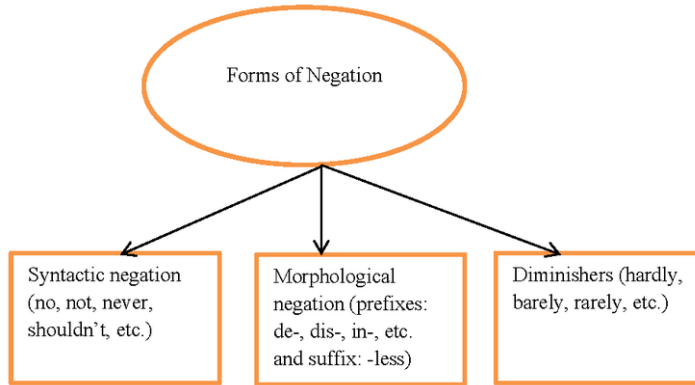 Forms of Negation
Syntactic negation
(no, not, never,
shouldn't, etc.)
Morphological
negation (prefixes:
de-, dis-, in-, etc.
and suffix: -less)
Diminishers (hardly,
barely, rarely, etc.)